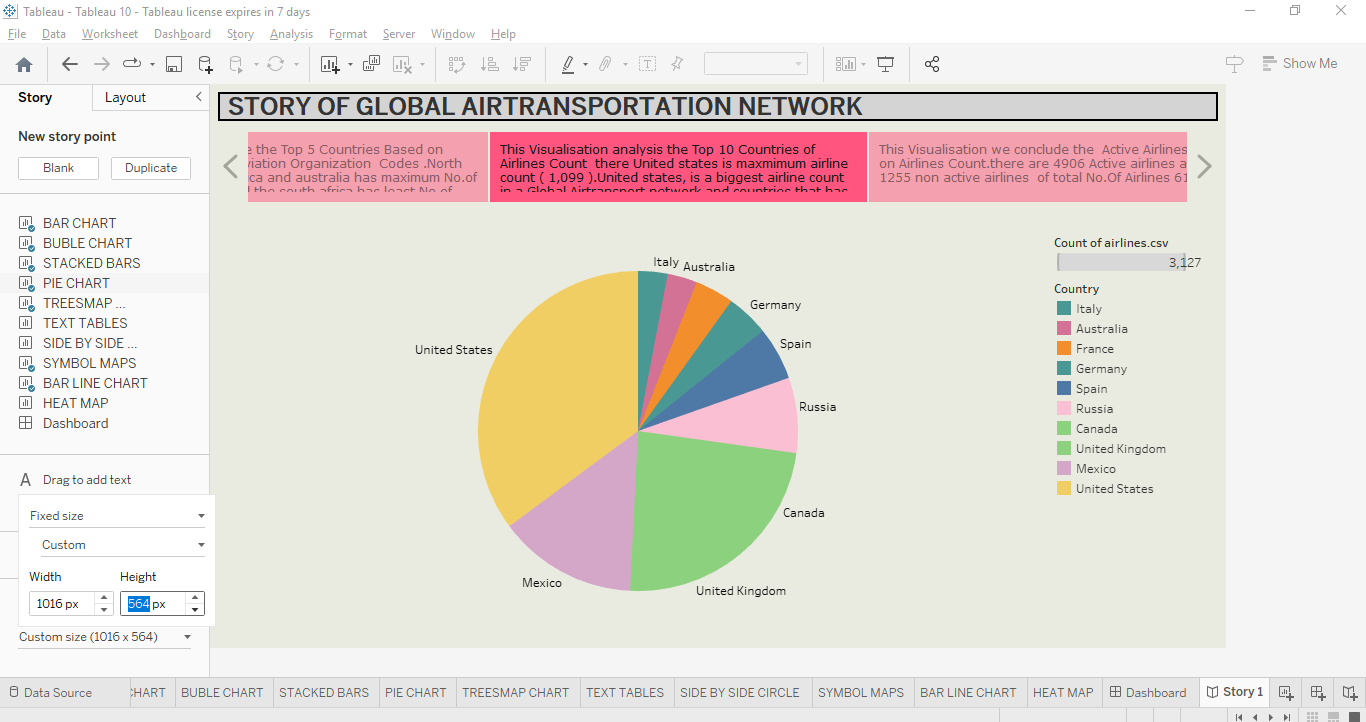 Tableau - Tableau 10 - Tableau license expires in 7 days
File Data Worksheet Dashboard Story Analysis Format Server Window Help
Show Me
Story Layout
New story point
Blank Duplicate
BAR CHART
BUBLE CHART
STACKED BARS
PIE CHART
TREESMAP ...
TEXT TABLES
SIDE BY SIDE ...
SYMBOL MAPS
BAR LINE CHART
HEAT MAP
Dashboard
A Drag to add text
Fixed size
Custom
Width Height
1016 px 564 px
Custom size (1016 x 564)
STORY OF GLOBAL AIRTRANSPORTATION NETWORK
e the Top 5 Countries Based on
viation Organization Codes .North
ica and australia has maximum No.of
the south africa has least No of
This Visualisation analysis the Top 10 Countries of
Airlines Count there United states is maxmimum airline
count ( 1,099 ).United states, is a biggest airline count
in a Global Airtransport network and countries that has
This Visualisation we conclude the Active Airlines
on Airlines Count.there are 4906 Active airlines a
1255 non active airlines of total No.Of Airlines 61
Italy
Australia
Germany
Spain
Russia
Canada
United Kingdom
Mexico
United States
Count of airlines.csv
3,127
Country
Italy
Australia
France
Germany
Spain
Russia
Canada
United Kingdom
Mexico
United States
Data Source HART BUBLE CHART STACKED BARS PIE CHART TREESMAP CHART TEXT TABLES SIDE BY SIDE CIRCLE SYMBOL MAPS BAR LINE CHART HEAT MAP Dashboard Story 1